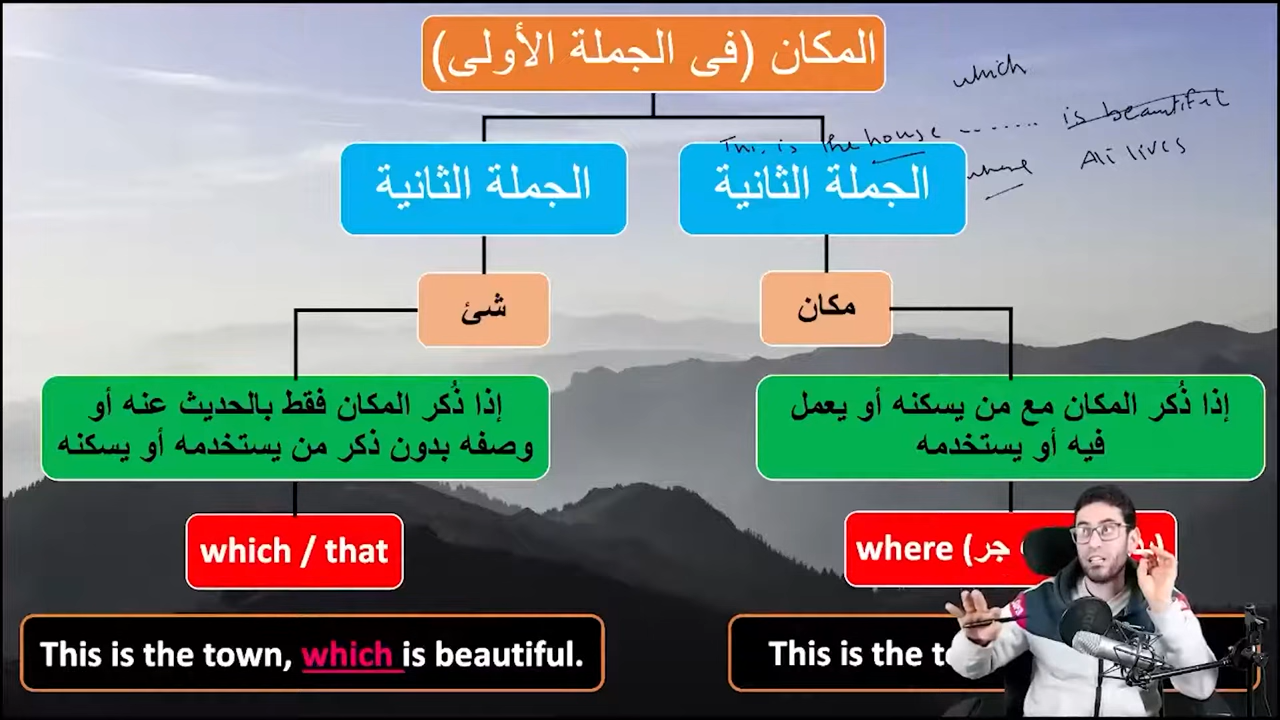 المكان (فى الجملة الأولى)
which
This is the house ....... is beautiful
where Ali lives
الجملة الثانية
الجملة الثانية
مكان
شئ
إذا ذُكر المكان مع من يسكنه أو يعمل
فيه أو يستخدمه
إذا ذُكر المكان فقط بالحديث عنه أو
وصفه بدون ذكر من يستخدمه أو يسكنه
which / that
where (جر
This is the town, which is beautiful.
This is the